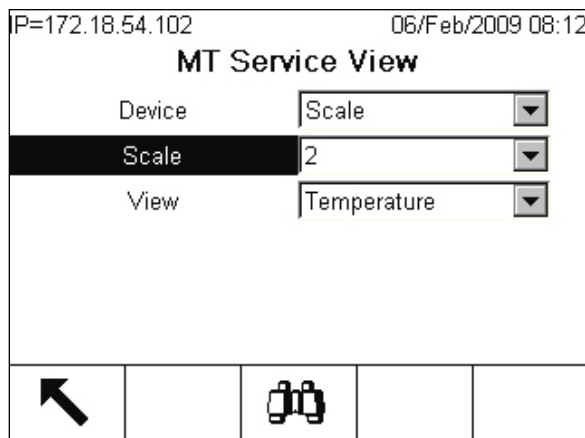 IP=172.18.54.102 06/Feb/2009 08:12
MT Service View
Device Scale
Scale 2
View Temperature